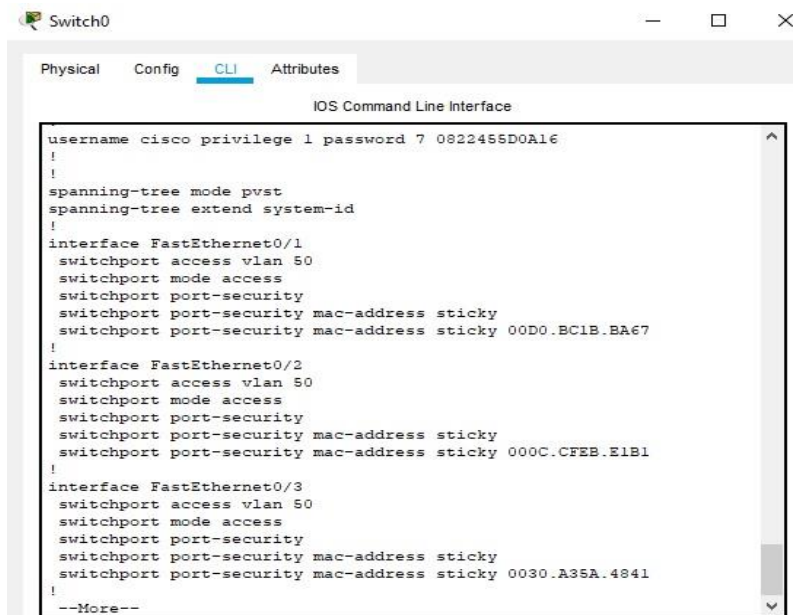 Switch0
Physical Config CLI Attributes
IOS Command Line Interface
username cisco privilege 1 password 7 0822455D0A16
!
!
spanning-tree mode pvst
spanning-tree extend system-id
!
interface FastEthernet0/1
switchport access vlan 50
switchport mode access
switchport port-security
switchport port-security mac-address sticky
switchport port-security mac-address sticky 00D0.BC1B.BA67
!
interface FastEthernet0/2
switchport access vlan 50
switchport mode access
switchport port-security
switchport port-security mac-address sticky
switchport port-security mac-address sticky 000C.CFEB.E1B1
!
interface FastEthernet0/3
switchport access vlan 50
switchport mode access
switchport port-security
switchport port-security mac-address sticky
switchport port-security mac-address sticky 0030.A35A.4841
!
--More--